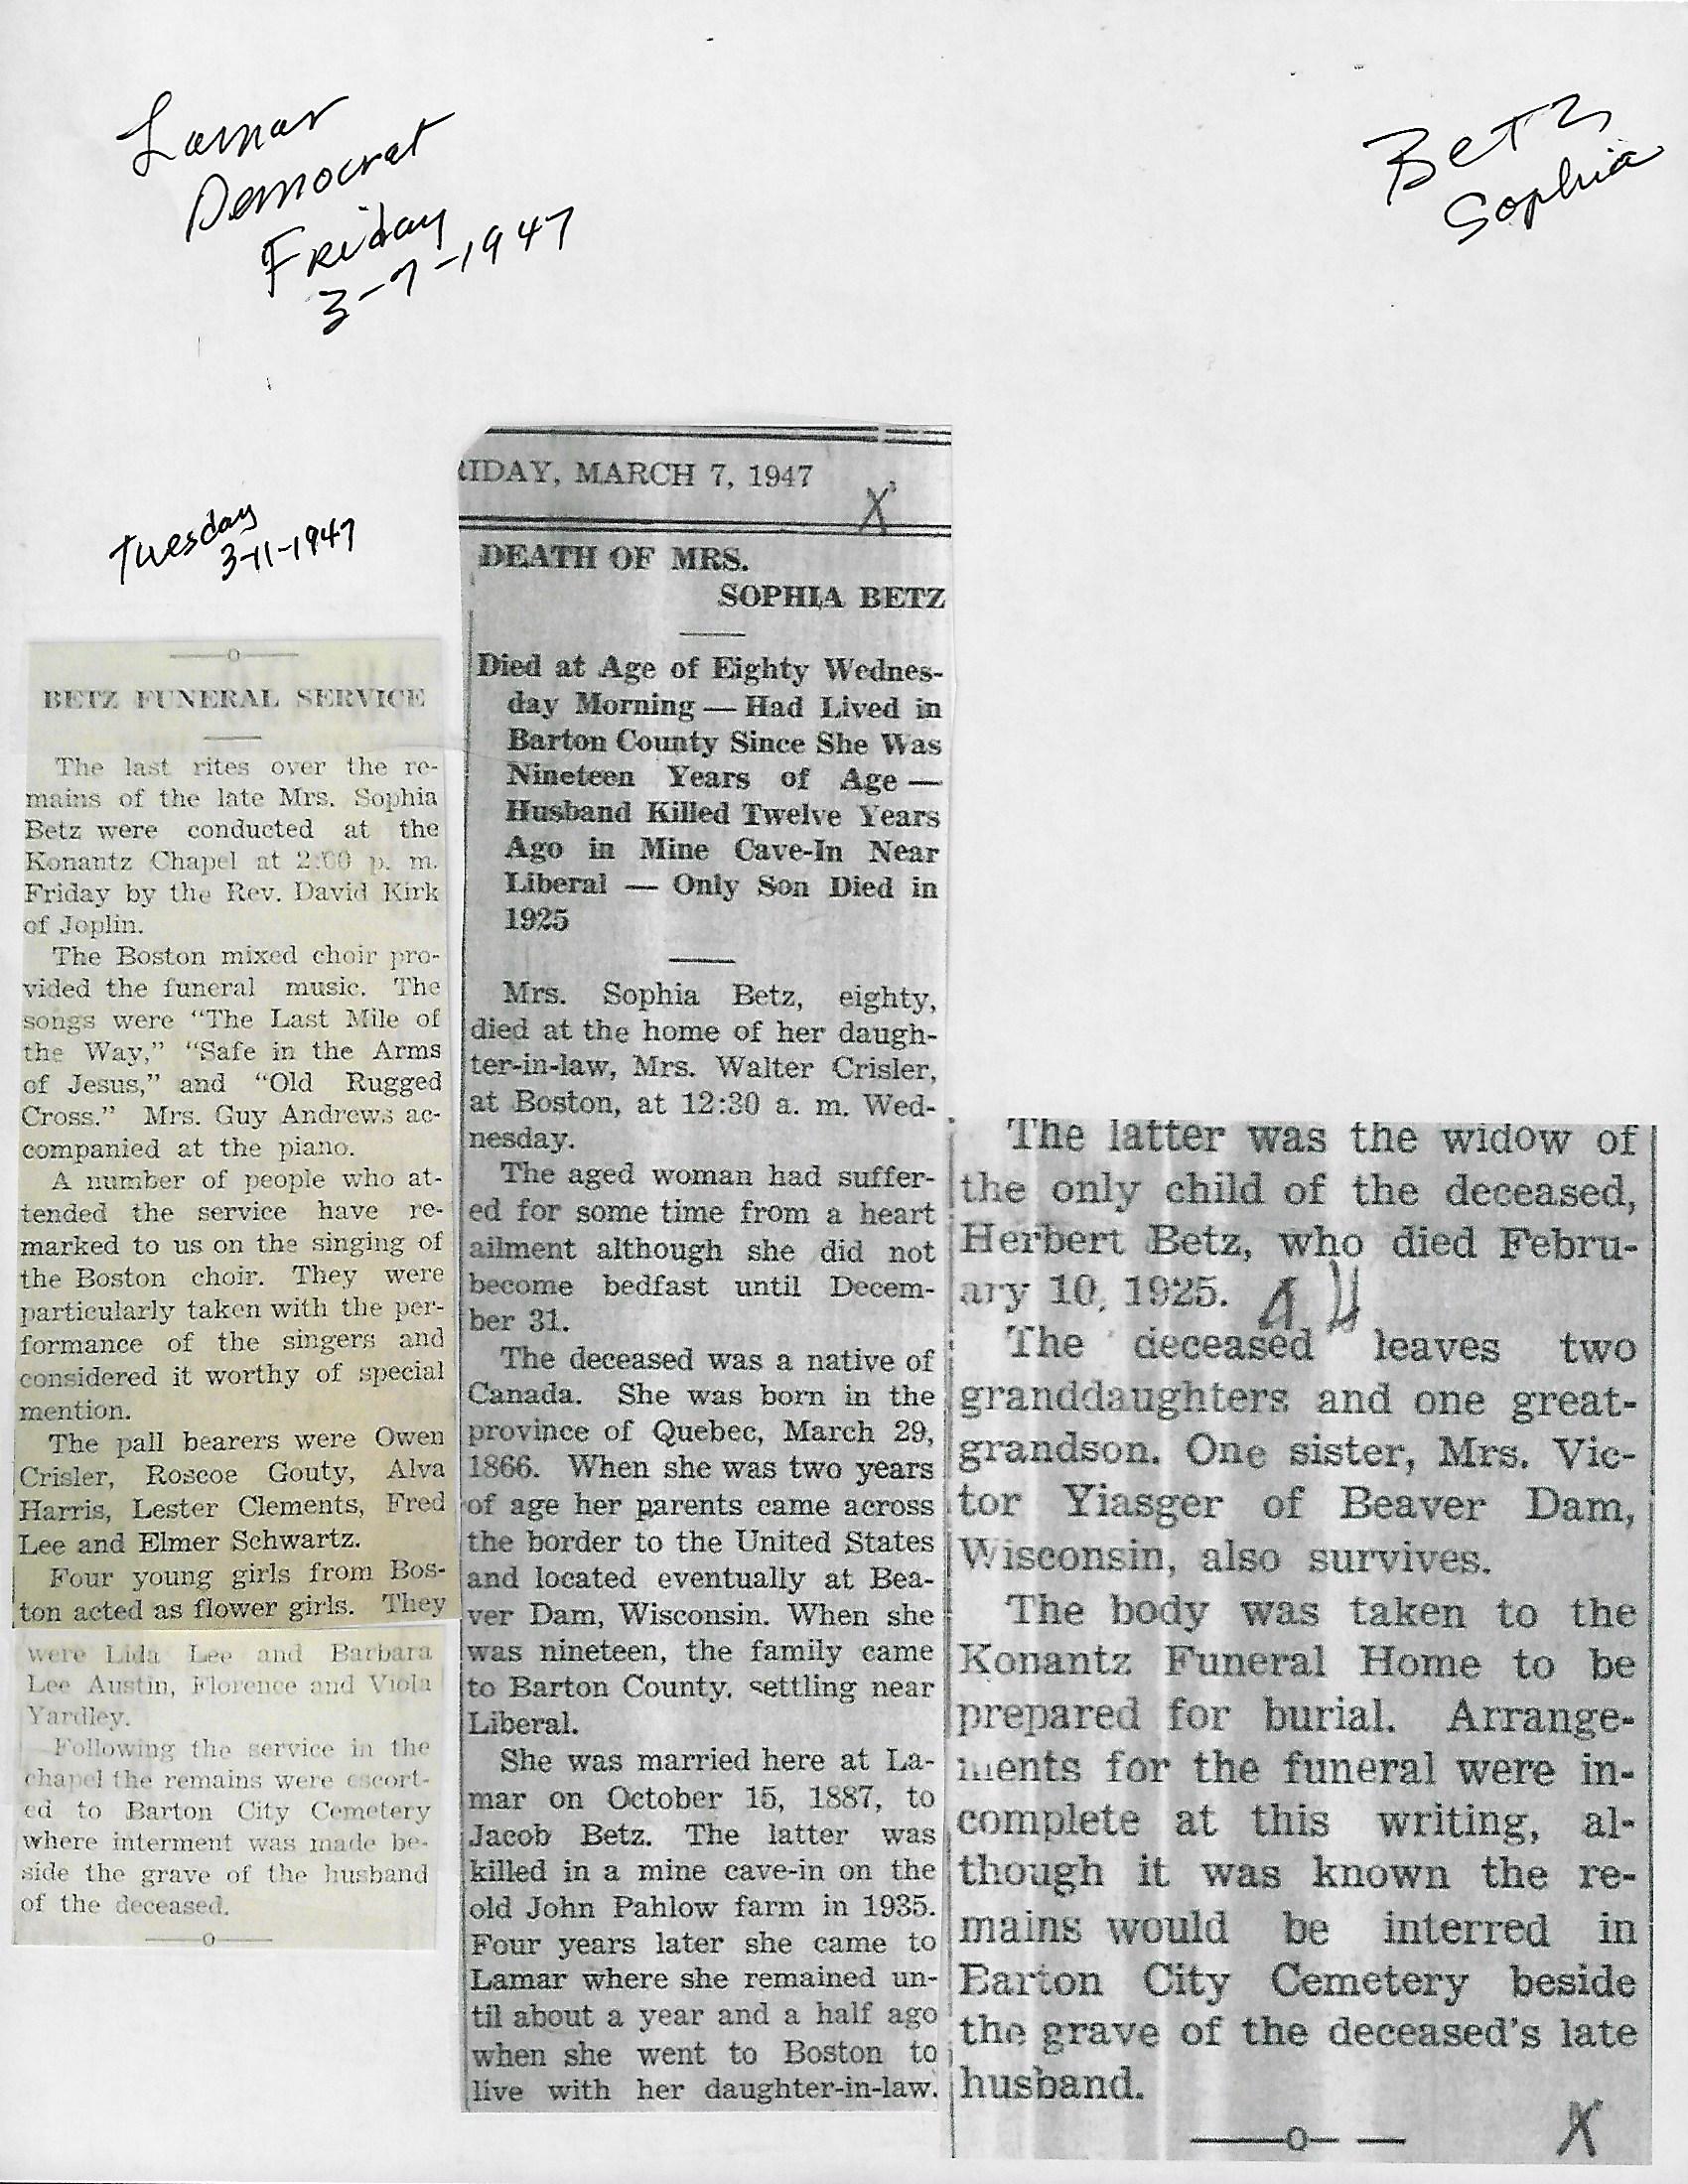 Lamar
Democrat
Friday
3-7-1947
Betz
Sophia
Tuesday
3-11-1947
BETZ FUNERAL SERVICE
The last rites over the re-
mains of the late Mrs. Sophia
Betz were conducted at the
Konantz Chapel at 2:00 p. m.
Friday by the Rev. David Kirk
of Joplin.
The Boston mixed choir pro-
vided the funeral music. The
songs were “The Last Mile of
the Way,” “Safe in the Arms
of Jesus,” and “Old Rugged
Cross.” Mrs. Guy Andrews ac-
companied at the piano.
A number of people who at-
tended the service have re-
marked to us on the singing of
the Boston choir. They were
particularly taken with the per-
formance of the singers and
considered it worthy of special
mention.
The pall bearers were Owen
Crisler, Roscoe Gouty, Alva
Harris, Lester Clements, Fred
Lee and Elmer Schwartz.
Four young girls from Bos-
ton acted as flower girls. They
were Lida Lee and Barbara
Lee Austin, Florence and Viola
Yardley.
Following the service in the
chapel the remains were escort-
ed to Barton City Cemetery
where interment was made be-
side the grave of the husband
of the deceased.
RIDAY, MARCH 7, 1947
X
DEATH OF MRS.
SOPHIA BETZ
Died at Age of Eighty Wednes-
day Morning — Had Lived in
Barton County Since She Was
Nineteen Years of Age —
Husband Killed Twelve Years
Ago in Mine Cave-In Near
Liberal — Only Son Died in
1925
Mrs. Sophia Betz, eighty,
died at the home of her daugh-
ter-in-law, Mrs. Walter Crisler,
at Boston, at 12:30 a. m. Wed-
nesday.
The aged woman had suffer-
ed for some time from a heart
ailment although she did not
become bedfast until Decem-
ber 31.
The deceased was a native of
Canada. She was born in the
province of Quebec, March 29,
1866. When she was two years
of age her parents came across
the border to the United States
and located eventually at Bea-
ver Dam, Wisconsin. When she
was nineteen, the family came
to Barton County, settling near
Liberal.
She was married here at La-
mar on October 15, 1887, to
Jacob Betz. The latter was
killed in a mine cave-in on the
old John Pahlow farm in 1935.
Four years later she came to
Lamar where she remained un-
til about a year and a half ago
when she went to Boston to
live with her daughter-in-law.
The latter was the widow of
the only child of the deceased,
Herbert Betz, who died Febru-
ary 10, 1925.
The deceased leaves two
granddaughters and one great-
grandson. One sister, Mrs. Vic-
tor Yiasger of Beaver Dam,
Wisconsin, also survives.
The body was taken to the
Konantz Funeral Home to be
prepared for burial. Arrange-
ments for the funeral were in-
complete at this writing, al-
though it was known the re-
mains would be interred in
Barton City Cemetery beside
the grave of the deceased's late
husband.
X